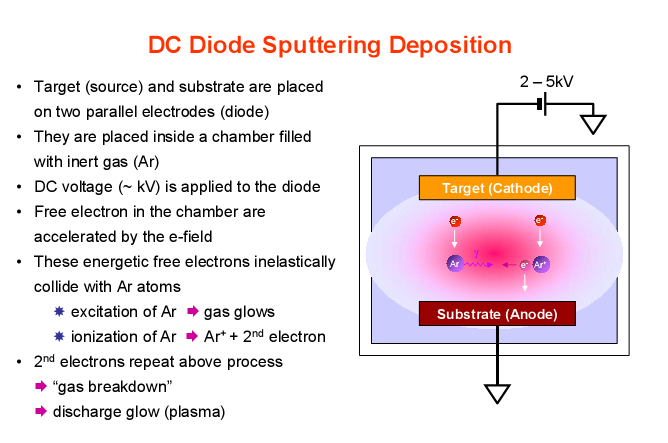 DC Diode Sputtering Deposition
• Target (source) and substrate are placed
on two parallel electrodes (diode)
• They are placed inside a chamber filled
with inert gas (Ar)
• DC voltage (~ kV) is applied to the diode
• Free electron in the chamber are
accelerated by the e-field
• These energetic free electrons inelastically
collide with Ar atoms
✷ excitation of Ar ➡ gas glows
✷ ionization of Ar ➡ Ar⁺ + 2ⁿᵈ electron
• 2ⁿᵈ electrons repeat above process
➡ “gas breakdown”
➡ discharge glow (plasma)
2 – 5kV
Target (Cathode)
e⁻ e⁻
Ar γ e⁻ Ar⁺
Substrate (Anode)